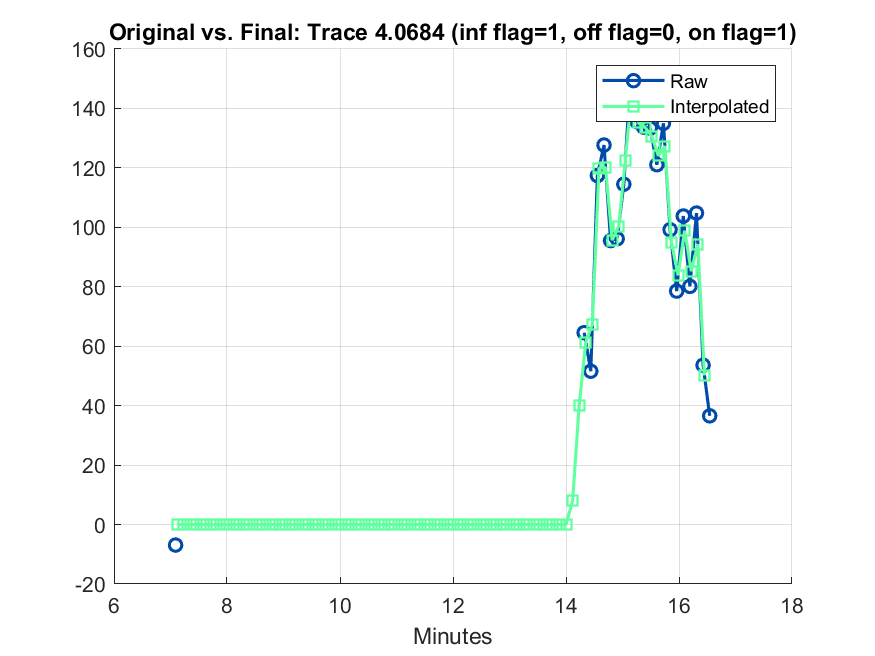 Original vs. Final: Trace 4.0684 (inf flag=1, off flag=0, on flag=1)
160
140
120
100
80
60
40
20
0
-20
Raw
Interpolated
6 8 10 12 14 16 18
Minutes